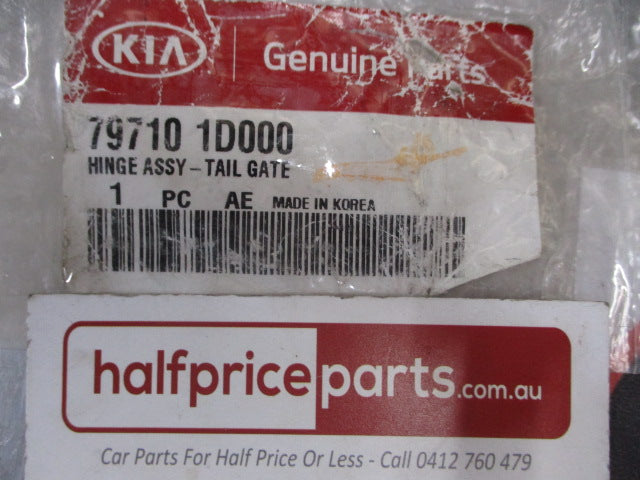 KIA Genuine Parts
79710 1D000
HINGE ASSY-TAIL GATE
1 PC AE MADE IN KOREA
halfpriceparts.com.au
Car Parts For Half Price Or Less - Call 0412 760 479